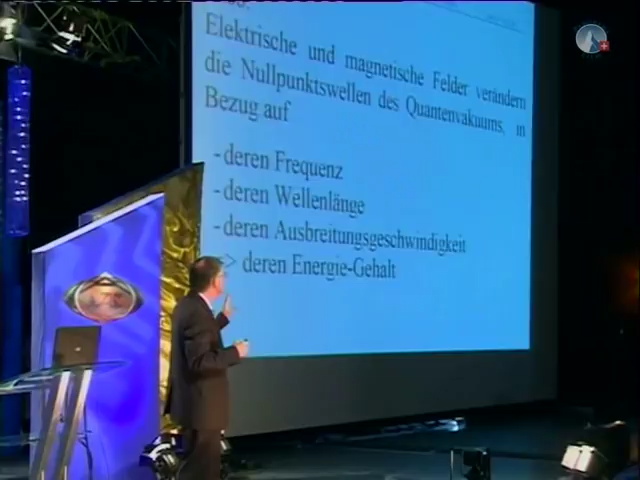 Elektrische und magnetische Felder verändern
die Nullpunktswellen des Quantenvakuums, in
Bezug auf
- deren Frequenz
- deren Wellenlänge
- deren Ausbreitungsgeschwindigkeit
> deren Energie-Gehalt